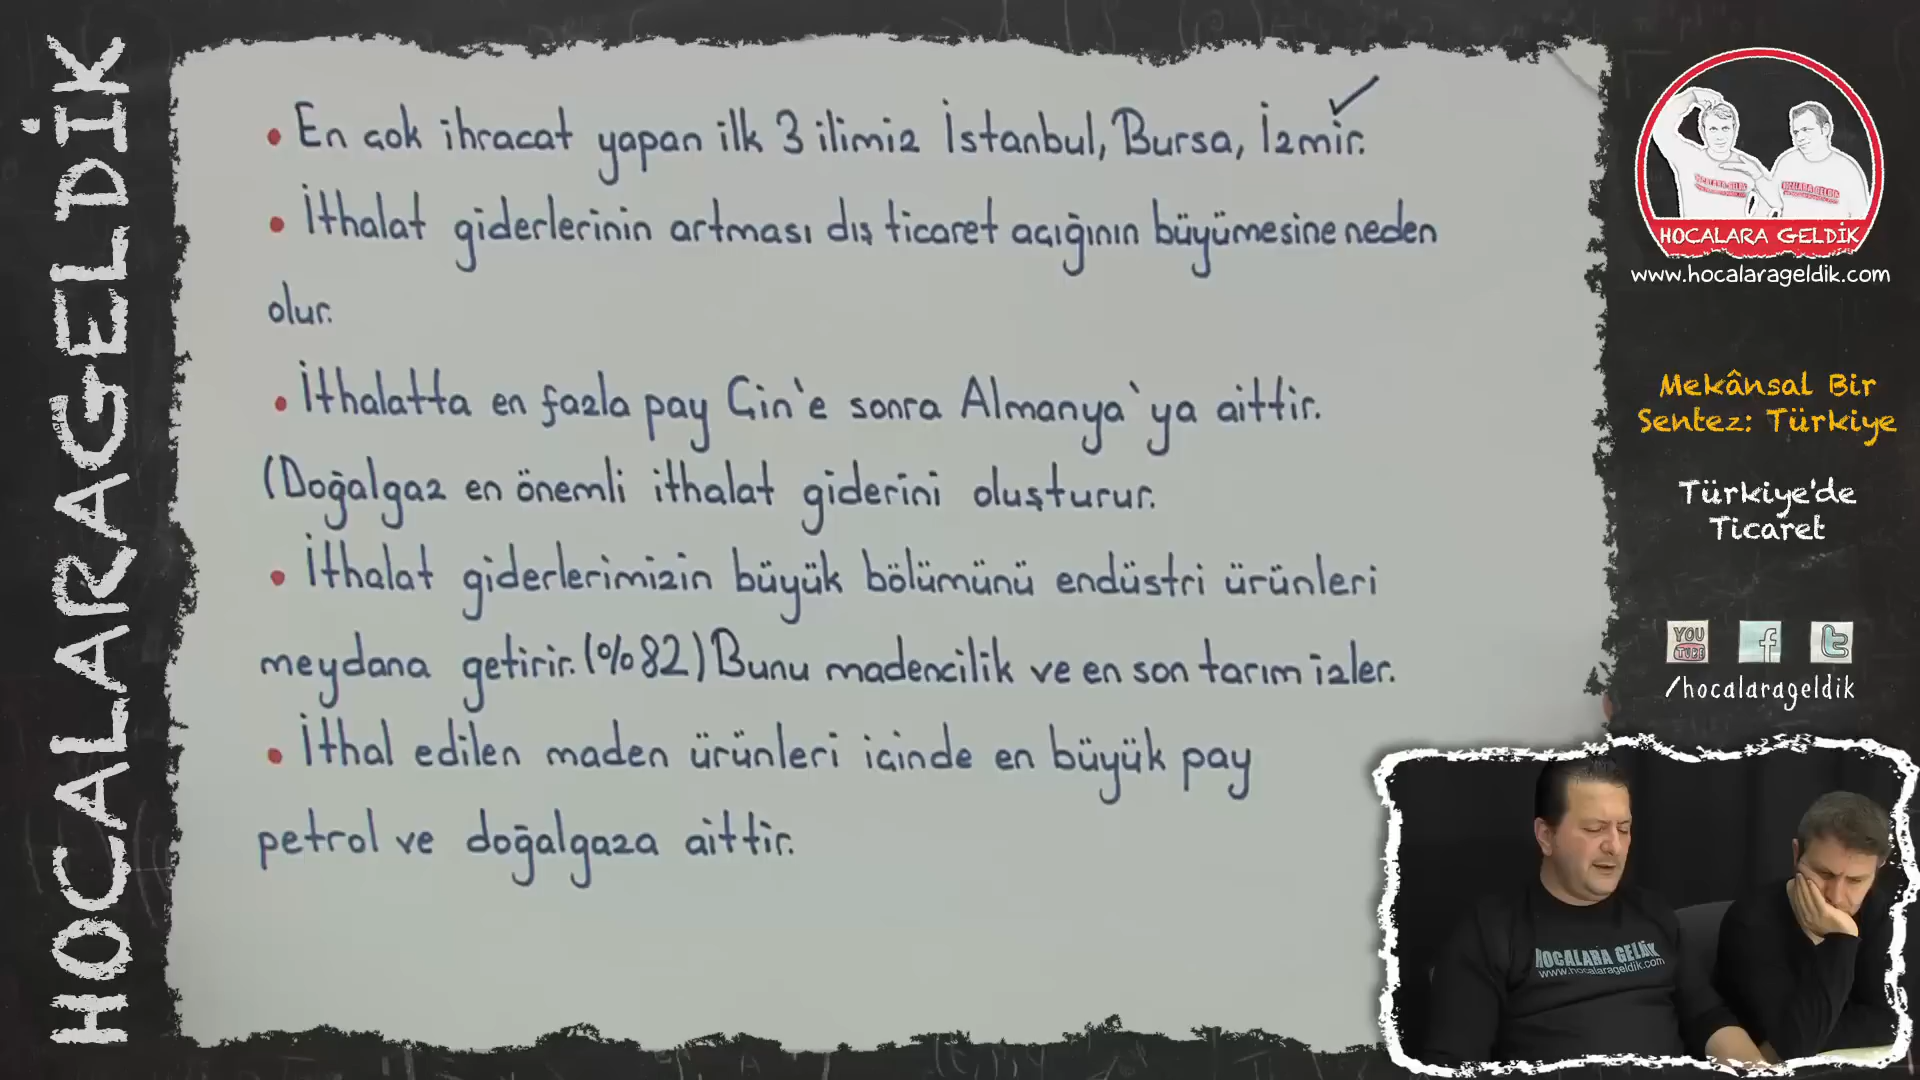 HOCALARAGELDİK
• En çok ihracat yapan ilk 3 ilimiz İstanbul, Bursa, İzmir.
• İthalat giderlerinin artması dış ticaret açığının büyümesine neden
olur.
• İthalatta en fazla pay Çin'e sonra Almanya'ya aittir.
(Doğalgaz en önemli ithalat giderini oluşturur.
• İthalat giderlerimizin büyük bölümünü endüstri ürünleri
meydana getirir. (%82) Bunu madencilik ve en son tarım izler.
• İthal edilen maden ürünleri içinde en büyük pay
petrol ve doğalgaza aittir.
HOCALARA GELDİK
www.hocalarageldik.com
Mekânsal Bir
Sentez: Türkiye
Türkiye'de
Ticaret
YOU
TUBE
f
t
/hocalarageldik
HOCALARA GELDİK
www.hocalarageldik.com